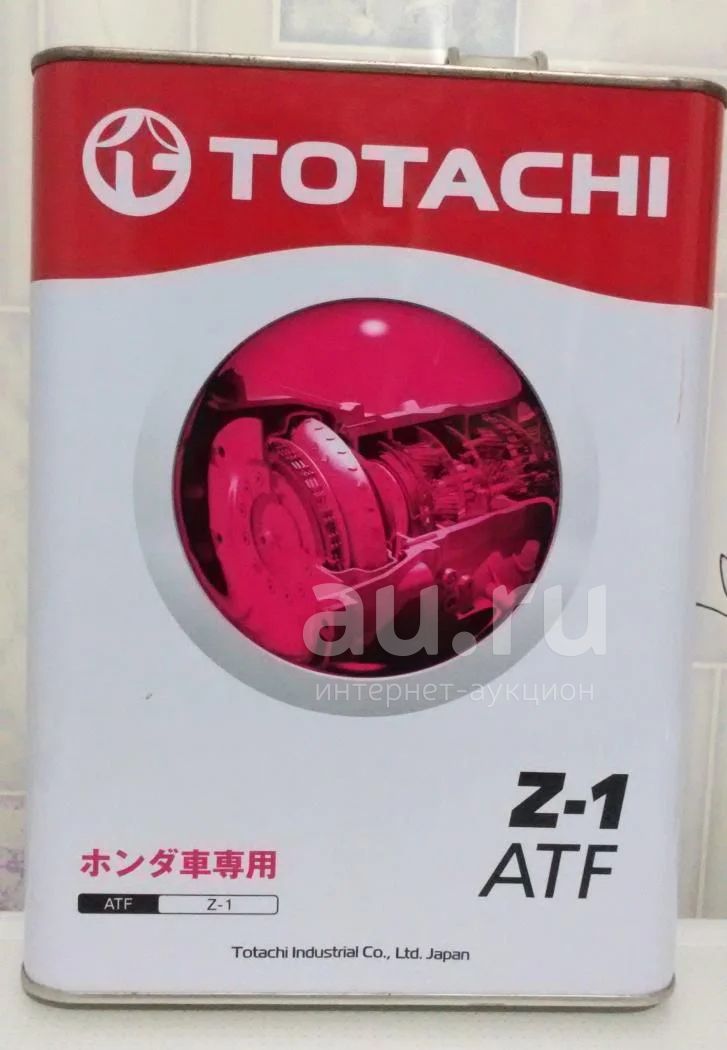 TOTACHI
au.ru
интернет-аукцион
Z-1
ATF
ホンダ車専用
ATF Z-1
Totachi Industrial Co., Ltd. Japan